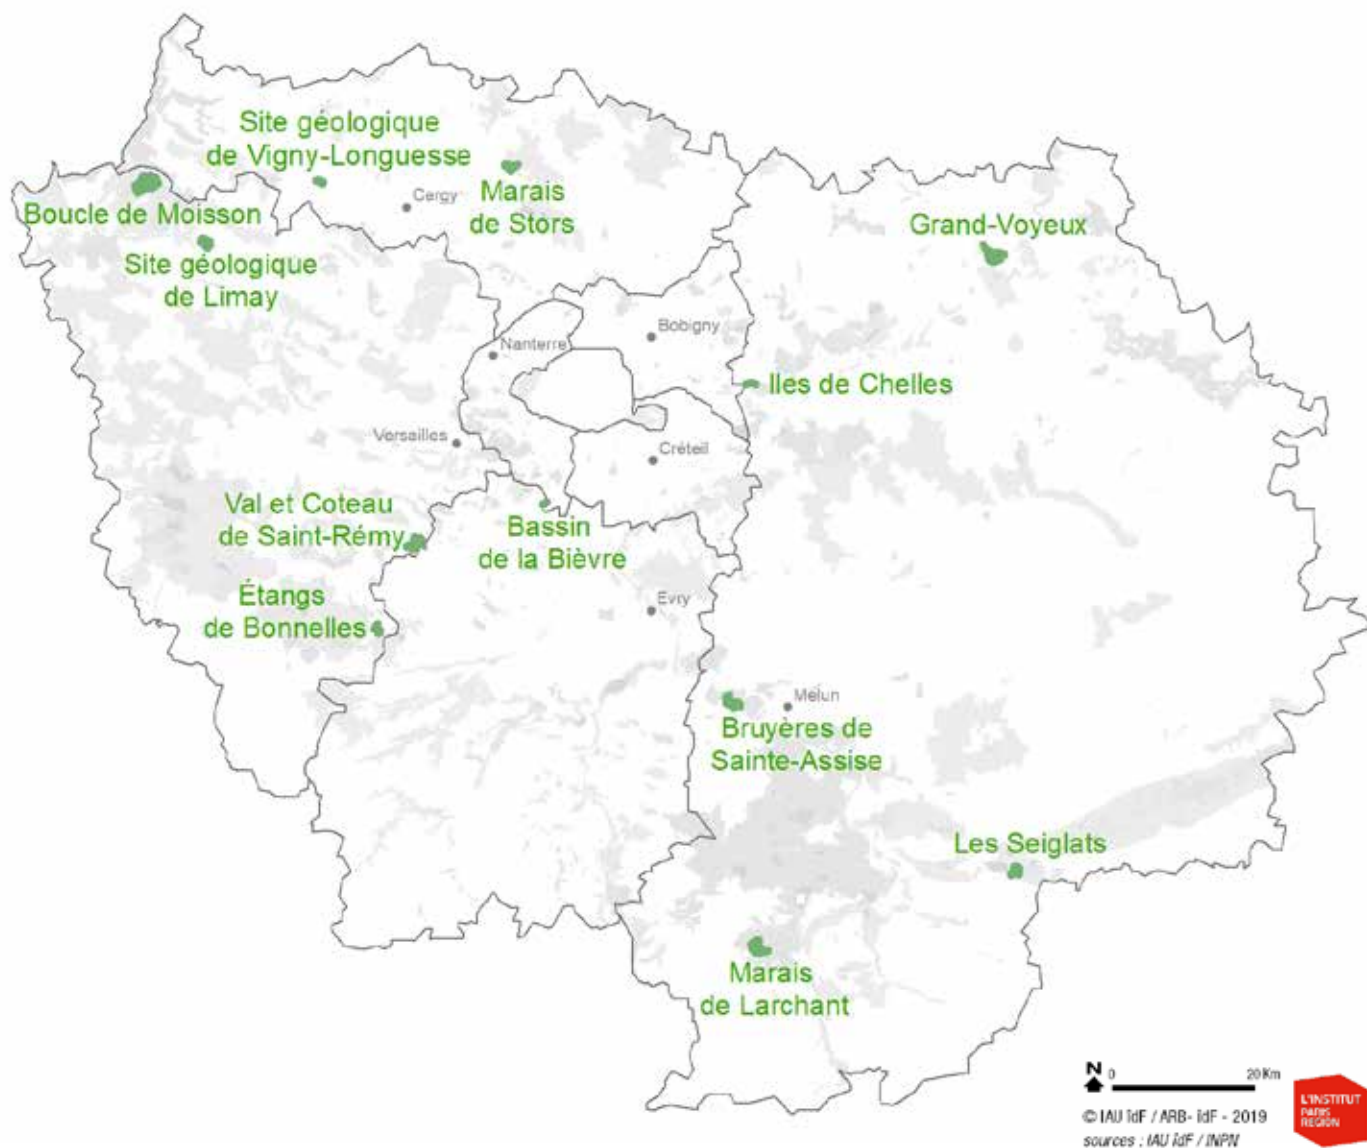 Site géologique
de Vigny-Longuesse
Cergy
Marais
de Stors
Boucle de Moisson
Site géologique
de Limay
Grand-Voyeux
Bobigny
Nanterre
Iles de Chelles
Versailles
Créteil
Val et Coteau
de Saint-Rémy
Bassin
de la Bièvre
Étangs
de Bonnelles
Evry
Melun
Bruyères de
Sainte-Assise
Les Seiglats
Marais
de Larchant
N 0 20 Km
© IAU îdF / ARB- îdF - 2019
sources : IAU îdF / INPN
L'INSTITUT
PARIS
REGION